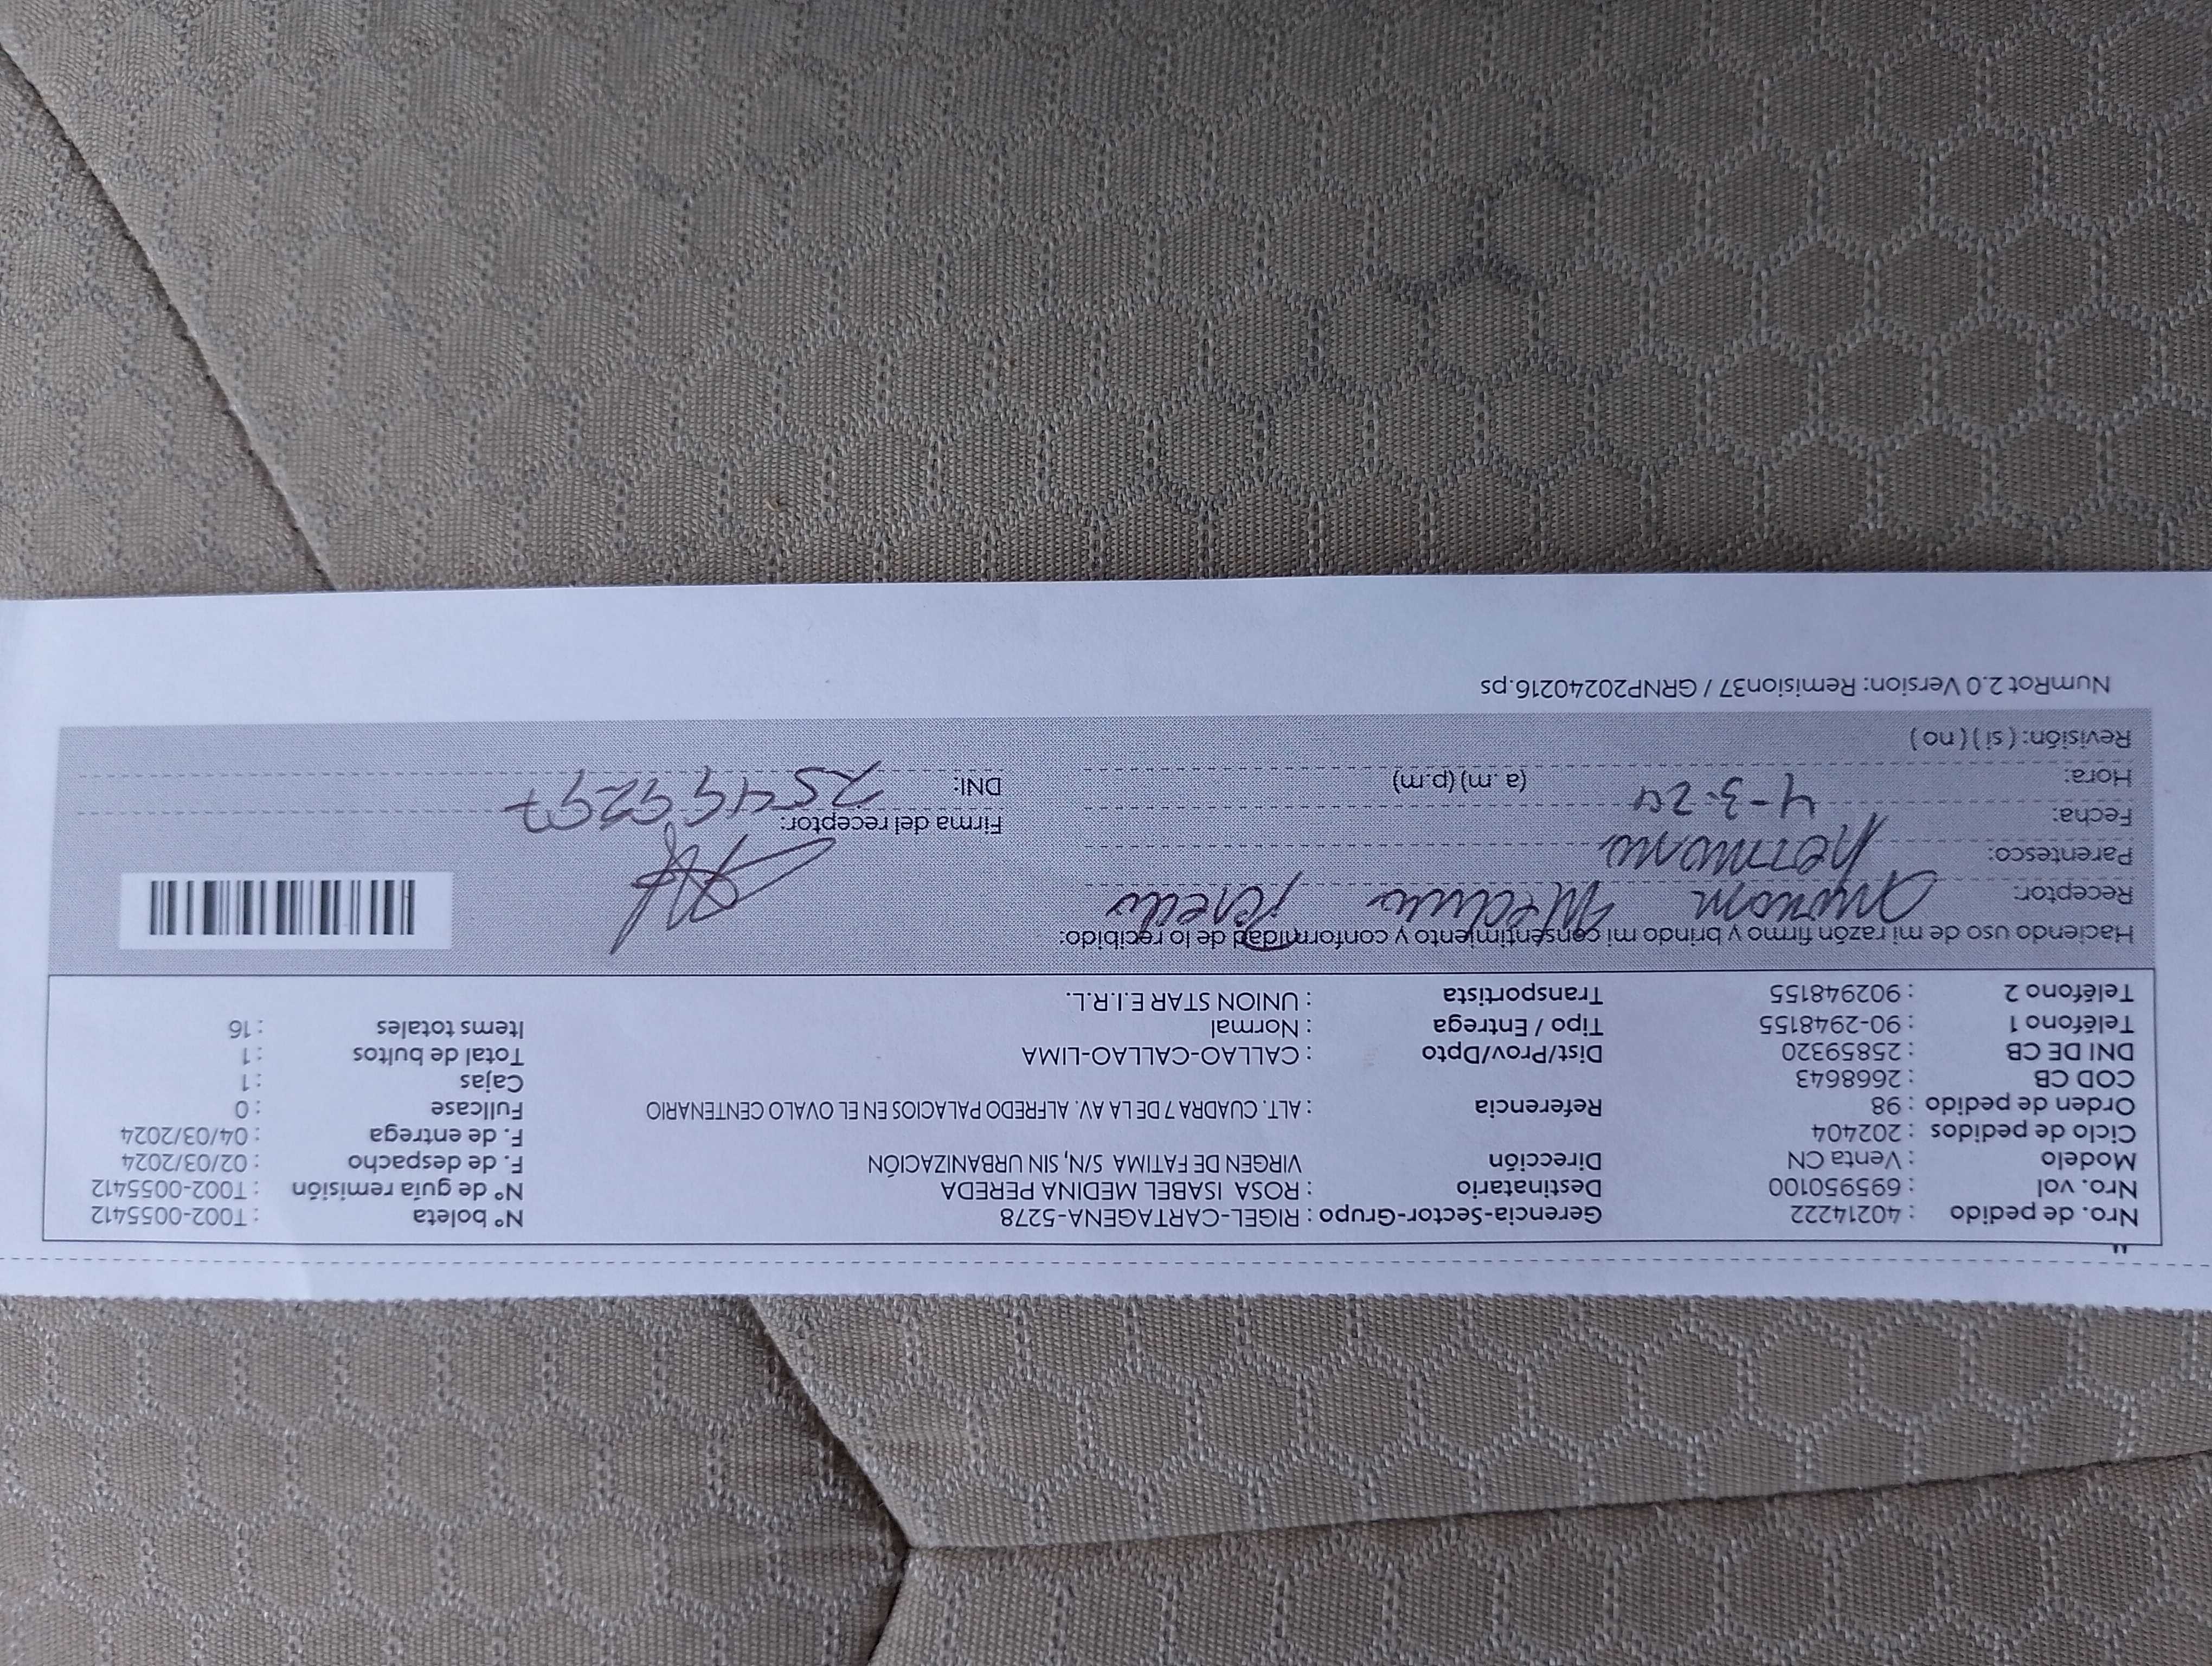 Nro. de pedido : 40214222 Gerencia-Sector-Grupo : RIGEL-CARTAGENA-5278 N° boleta : T002-0055412
Nro. vol : 695950100 Destinatario : ROSA ISABEL MEDINA PEREDA N° de guía remisión : T002-0055412
Modelo : Venta CN Dirección VIRGEN DE FATIMA S/N, SIN URBANIZACIÓN F. de despacho : 02/03/2024
Ciclo de pedidos : 202404 F. de entrega : 04/03/2024
Orden de pedido : 98 Referencia : ALT. CUADRA 7 DE LA AV. ALFREDO PALACIOS EN EL OVALO CENTENARIO Fullcase : 0
COD CB : 2668643 Cajas : 1
DNI DE CB : 25859320 Dist/Prov/Dpto : CALLAO-CALLAO-LIMA Total de bultos : 1
Teléfono 1 : 90-2948155 Tipo / Entrega : Normal Items totales : 16
Teléfono 2 : 902948155 Transportista : UNION STAR E.I.R.L.
Haciendo uso de mi razón firmo y brindo mi consentimiento y conformidad de lo recibido:
Receptor: Medina Pereda
Parentesco: hermana
Fecha: 4-3-24 Firma del receptor:
Hora: (a. m) (p.m) DNI:
Revisión: ( si ) ( no )
NumRot 2.0 Version: Remision37 / GRNP20240216.ps